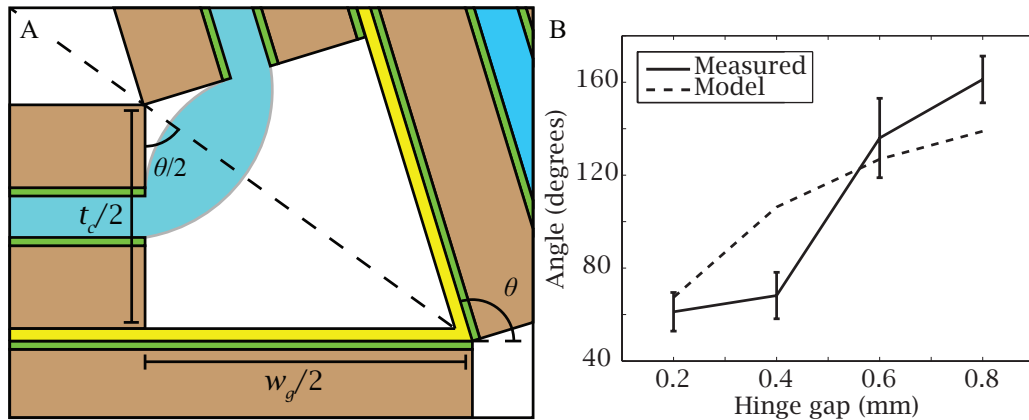 A
θ/2
t_c/2
w_g/2
θ
B
Measured
Model
160
120
80
40
0.2 0.4 0.6 0.8
Angle (degrees)
Hinge gap (mm)